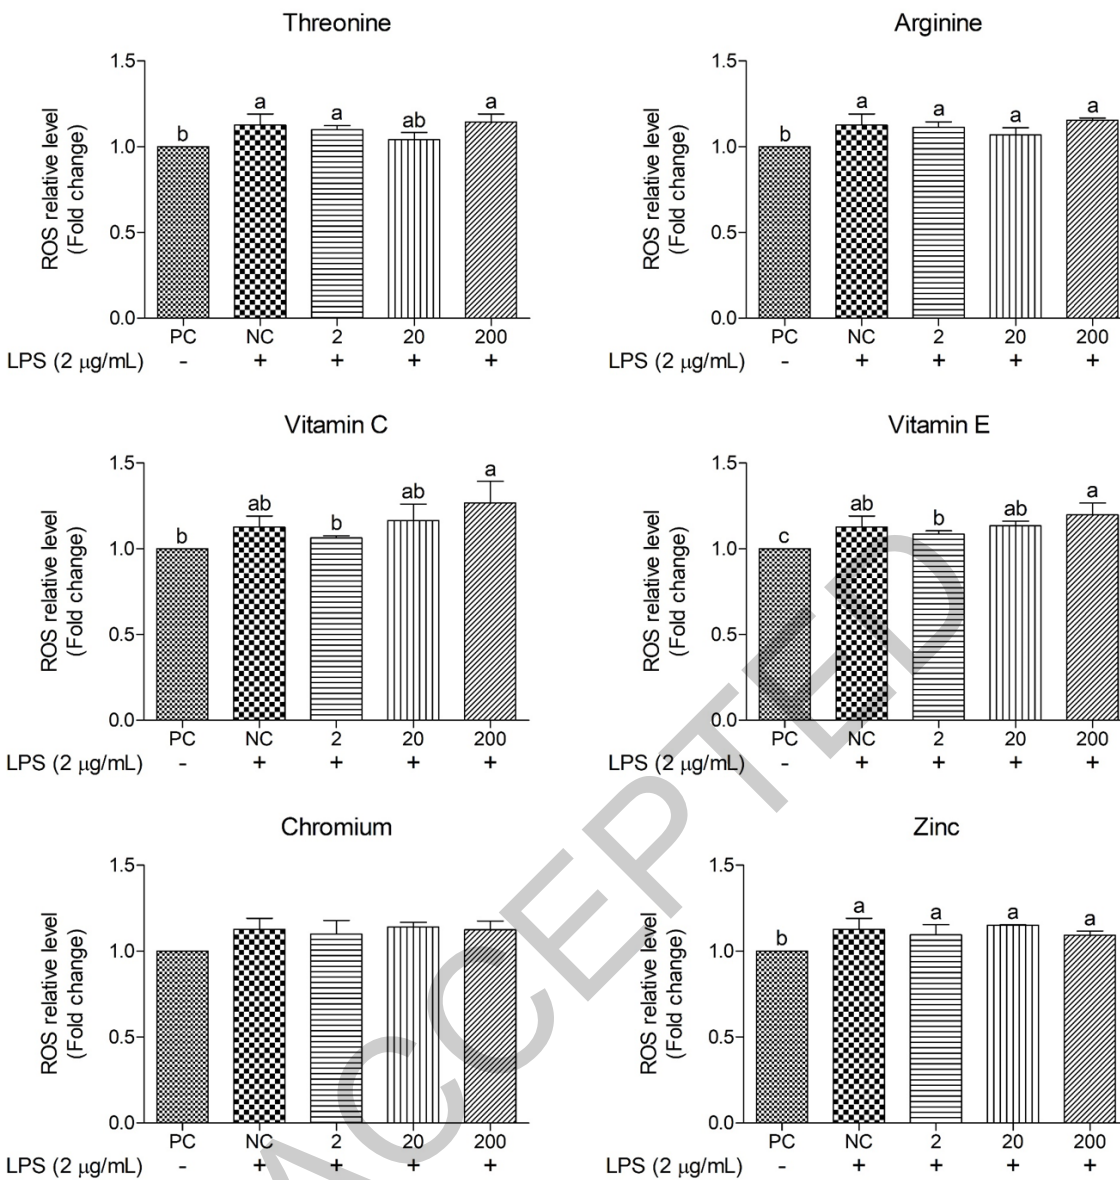 Threonine
ROS relative level
(Fold change)
1.5
1.0
0.5
0.0
b a a ab a
PC NC 2 20 200
LPS (2 μg/mL) - + + + +
Arginine
ROS relative level
(Fold change)
1.5
1.0
0.5
0.0
b a a a a
PC NC 2 20 200
LPS (2 μg/mL) - + + + +
Vitamin C
ROS relative level
(Fold change)
1.5
1.0
0.5
0.0
b ab b ab a
PC NC 2 20 200
LPS (2 μg/mL) - + + + +
Vitamin E
ROS relative level
(Fold change)
1.5
1.0
0.5
0.0
c ab b ab a
PC NC 2 20 200
LPS (2 μg/mL) - + + + +
Chromium
ROS relative level
(Fold change)
1.5
1.0
0.5
0.0
PC NC 2 20 200
LPS (2 μg/mL) - + + + +
Zinc
ROS relative level
(Fold change)
1.5
1.0
0.5
0.0
b a a a a
PC NC 2 20 200
LPS (2 μg/mL) - + + + +
ACCEPTED